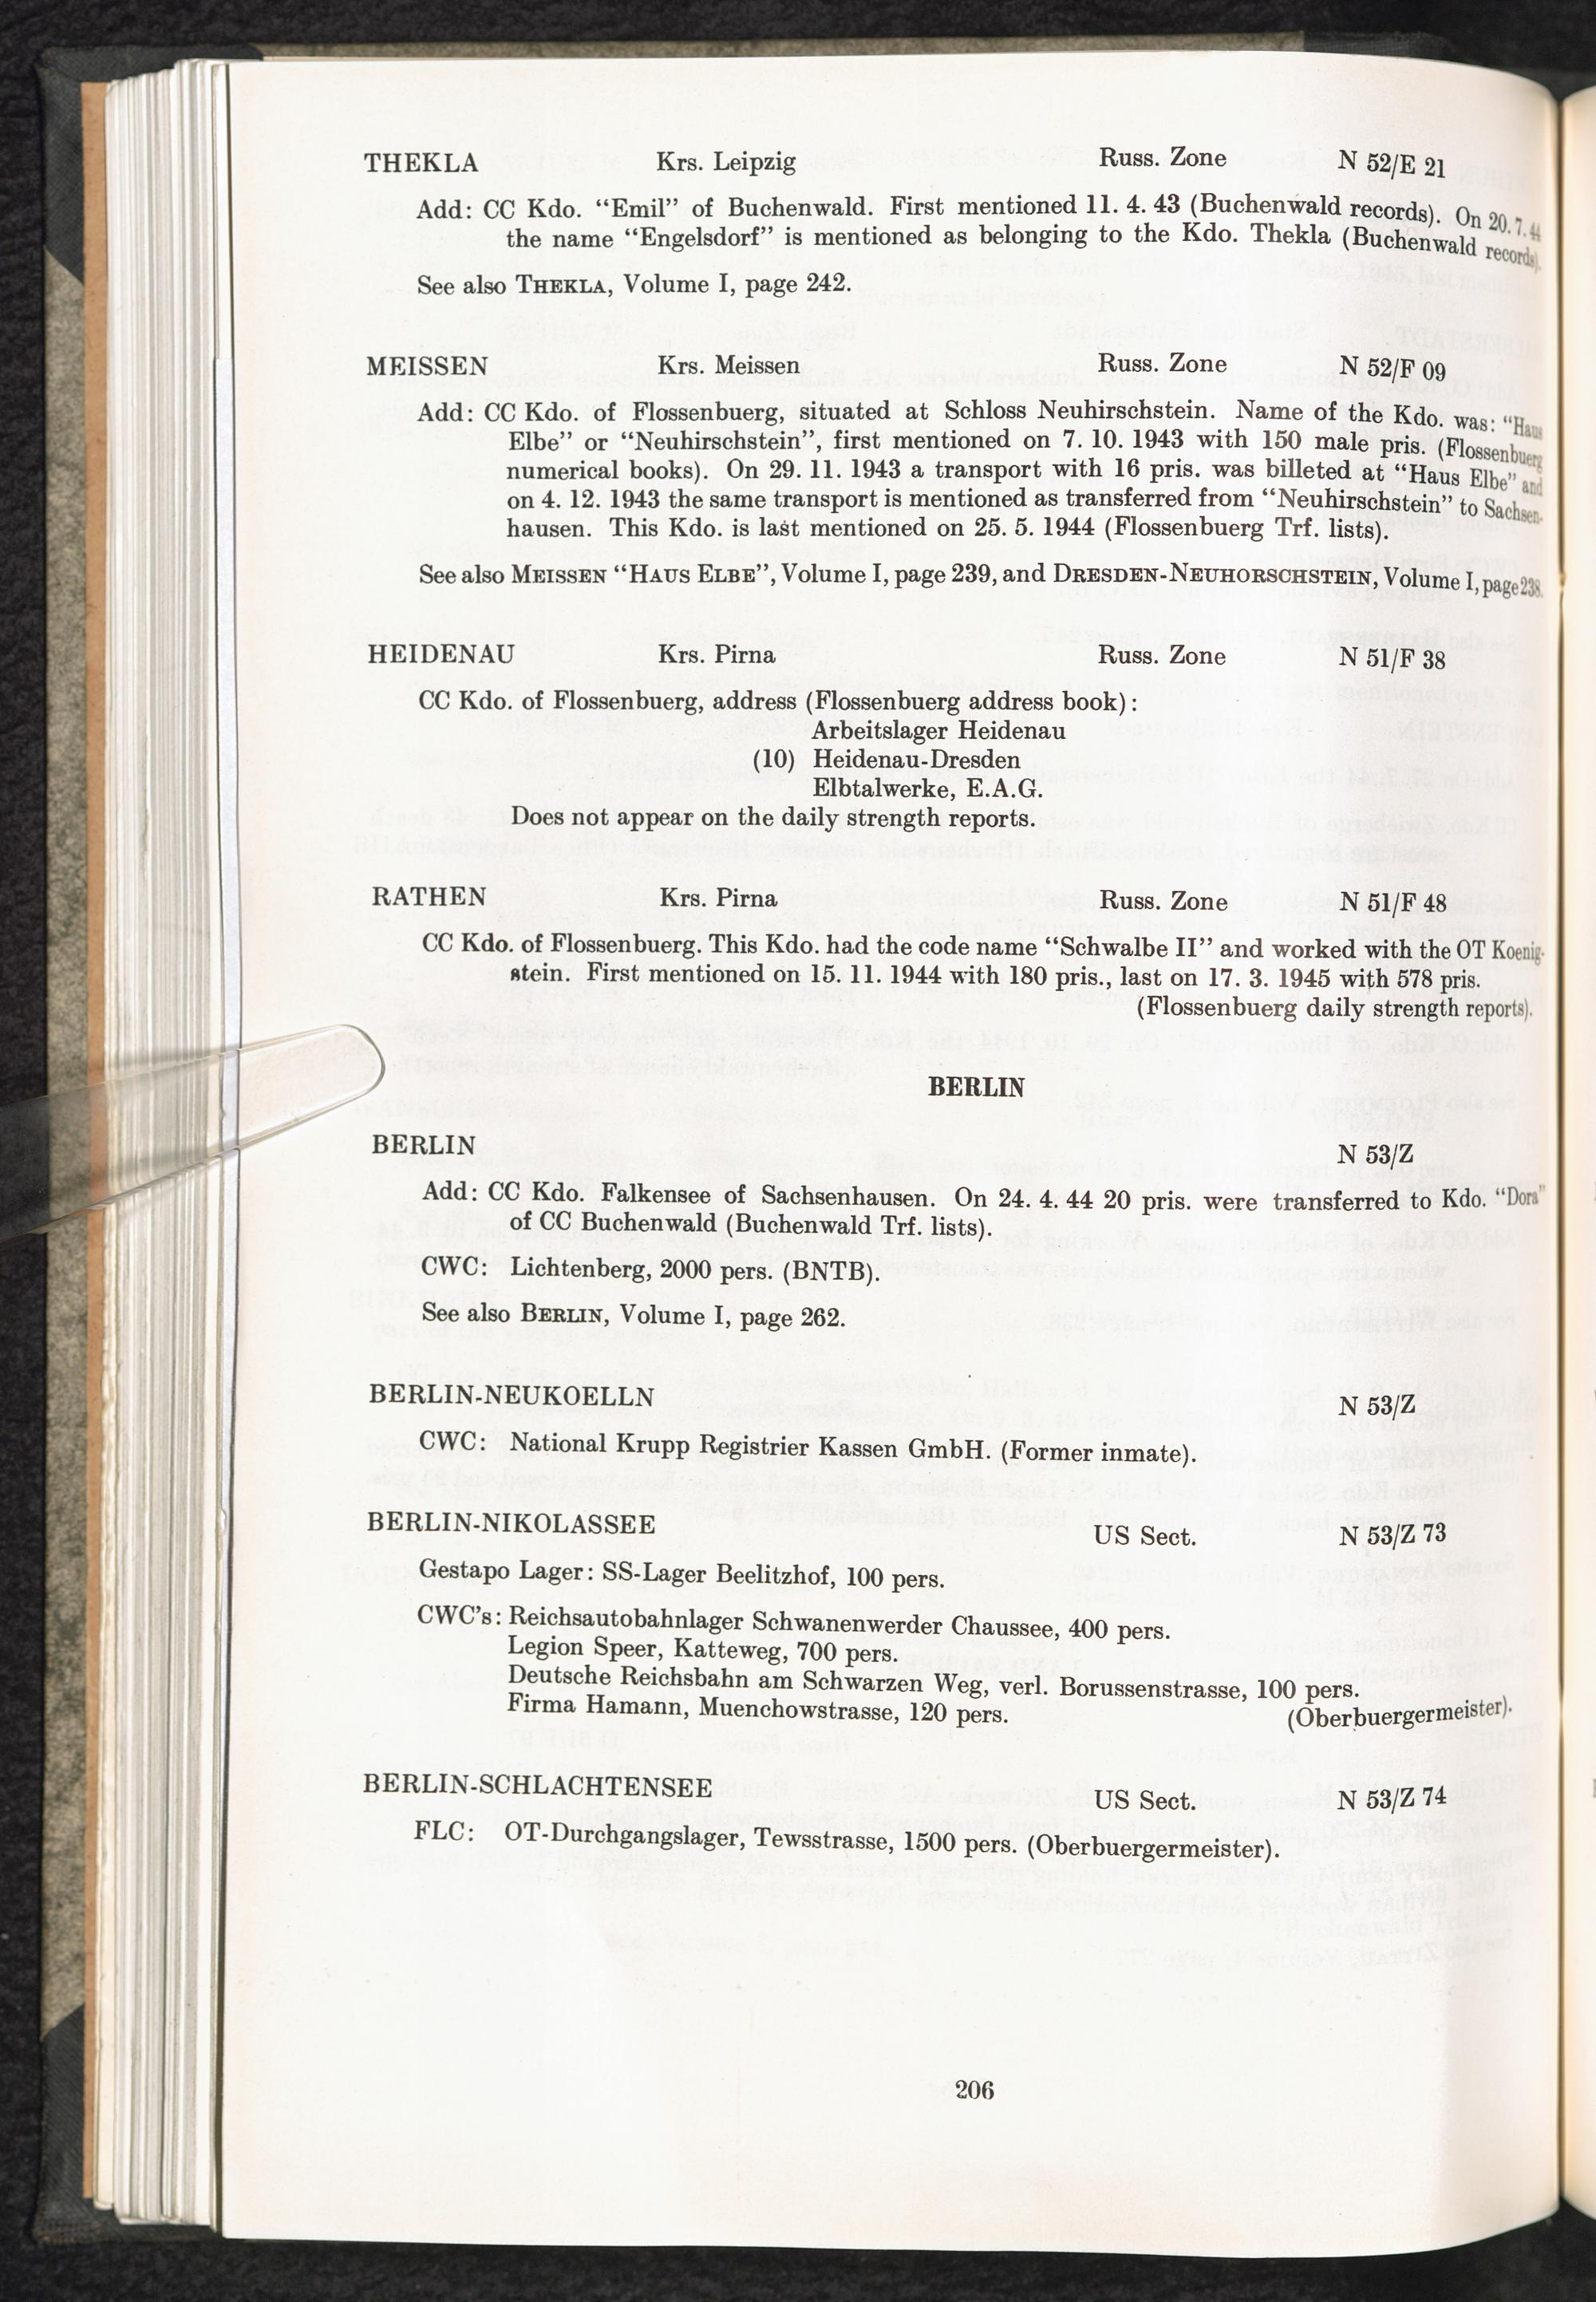 THEKLA Krs. Leipzig Russ. Zone N 52/E 21
Add: CC Kdo. “Emil” of Buchenwald. First mentioned 11. 4. 43 (Buchenwald records). On 20. 7. 44
the name “Engelsdorf” is mentioned as belonging to the Kdo. Thekla (Buchenwald records).
See also THEKLA, Volume I, page 242.
MEISSEN Krs. Meissen Russ. Zone N 52/F 09
Add: CC Kdo. of Flossenbuerg, situated at Schloss Neuhirschstein. Name of the Kdo. was: “Haus
Elbe” or “Neuhirschstein”, first mentioned on 7. 10. 1943 with 150 male pris. (Flossenbuerg
numerical books). On 29. 11. 1943 a transport with 16 pris. was billeted at “Haus Elbe” and
on 4. 12. 1943 the same transport is mentioned as transferred from “Neuhirschstein” to Sachsen-
hausen. This Kdo. is last mentioned on 25. 5. 1944 (Flossenbuerg Trf. lists).
See also MEISSEN “HAUS ELBE”, Volume I, page 239, and DRESDEN-NEUHORSCHSTEIN, Volume I, page 238.
HEIDENAU Krs. Pirna Russ. Zone N 51/F 38
CC Kdo. of Flossenbuerg, address (Flossenbuerg address book):
Arbeitslager Heidenau
(10) Heidenau-Dresden
Elbtalwerke, E.A.G.
Does not appear on the daily strength reports.
RATHEN Krs. Pirna Russ. Zone N 51/F 48
CC Kdo. of Flossenbuerg. This Kdo. had the code name “Schwalbe II” and worked with the OT Koenig-
stein. First mentioned on 15. 11. 1944 with 180 pris., last on 17. 3. 1945 with 578 pris.
(Flossenbuerg daily strength reports).
BERLIN
BERLIN N 53/Z
Add: CC Kdo. Falkensee of Sachsenhausen. On 24. 4. 44 20 pris. were transferred to Kdo. “Dora”
of CC Buchenwald (Buchenwald Trf. lists).
CWC: Lichtenberg, 2000 pers. (BNTB).
See also BERLIN, Volume I, page 262.
BERLIN-NEUKOELLN N 53/Z
CWC: National Krupp Registrier Kassen GmbH. (Former inmate).
BERLIN-NIKOLASSEE US Sect. N 53/Z 73
Gestapo Lager: SS-Lager Beelitzhof, 100 pers.
CWC’s: Reichsautobahnlager Schwanenwerder Chaussee, 400 pers.
Legion Speer, Katteweg, 700 pers.
Deutsche Reichsbahn am Schwarzen Weg, verl. Borussenstrasse, 100 pers.
Firma Hamann, Muenchowstrasse, 120 pers. (Oberbuergermeister).
BERLIN-SCHLACHTENSEE US Sect. N 53/Z 74
FLC: OT-Durchgangslager, Tewsstrasse, 1500 pers. (Oberbuergermeister).
206